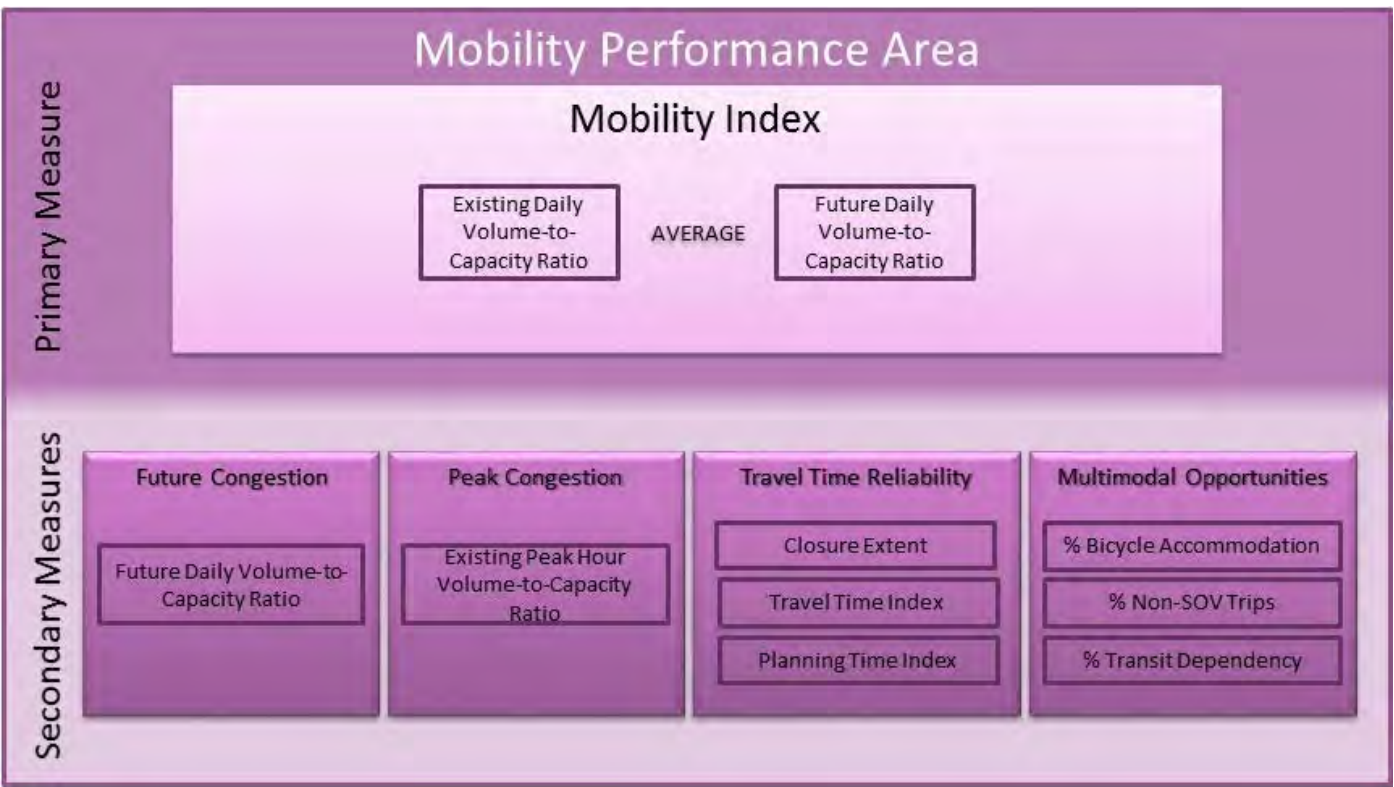 Mobility Performance Area
Primary Measure
Mobility Index
Existing Daily
Volume-to-
Capacity Ratio
AVERAGE
Future Daily
Volume-to-
Capacity Ratio
Secondary Measures
Future Congestion
Future Daily Volume-to-
Capacity Ratio
Peak Congestion
Existing Peak Hour
Volume-to-Capacity
Ratio
Travel Time Reliability
Closure Extent
Travel Time Index
Planning Time Index
Multimodal Opportunities
% Bicycle Accommodation
% Non-SOV Trips
% Transit Dependency